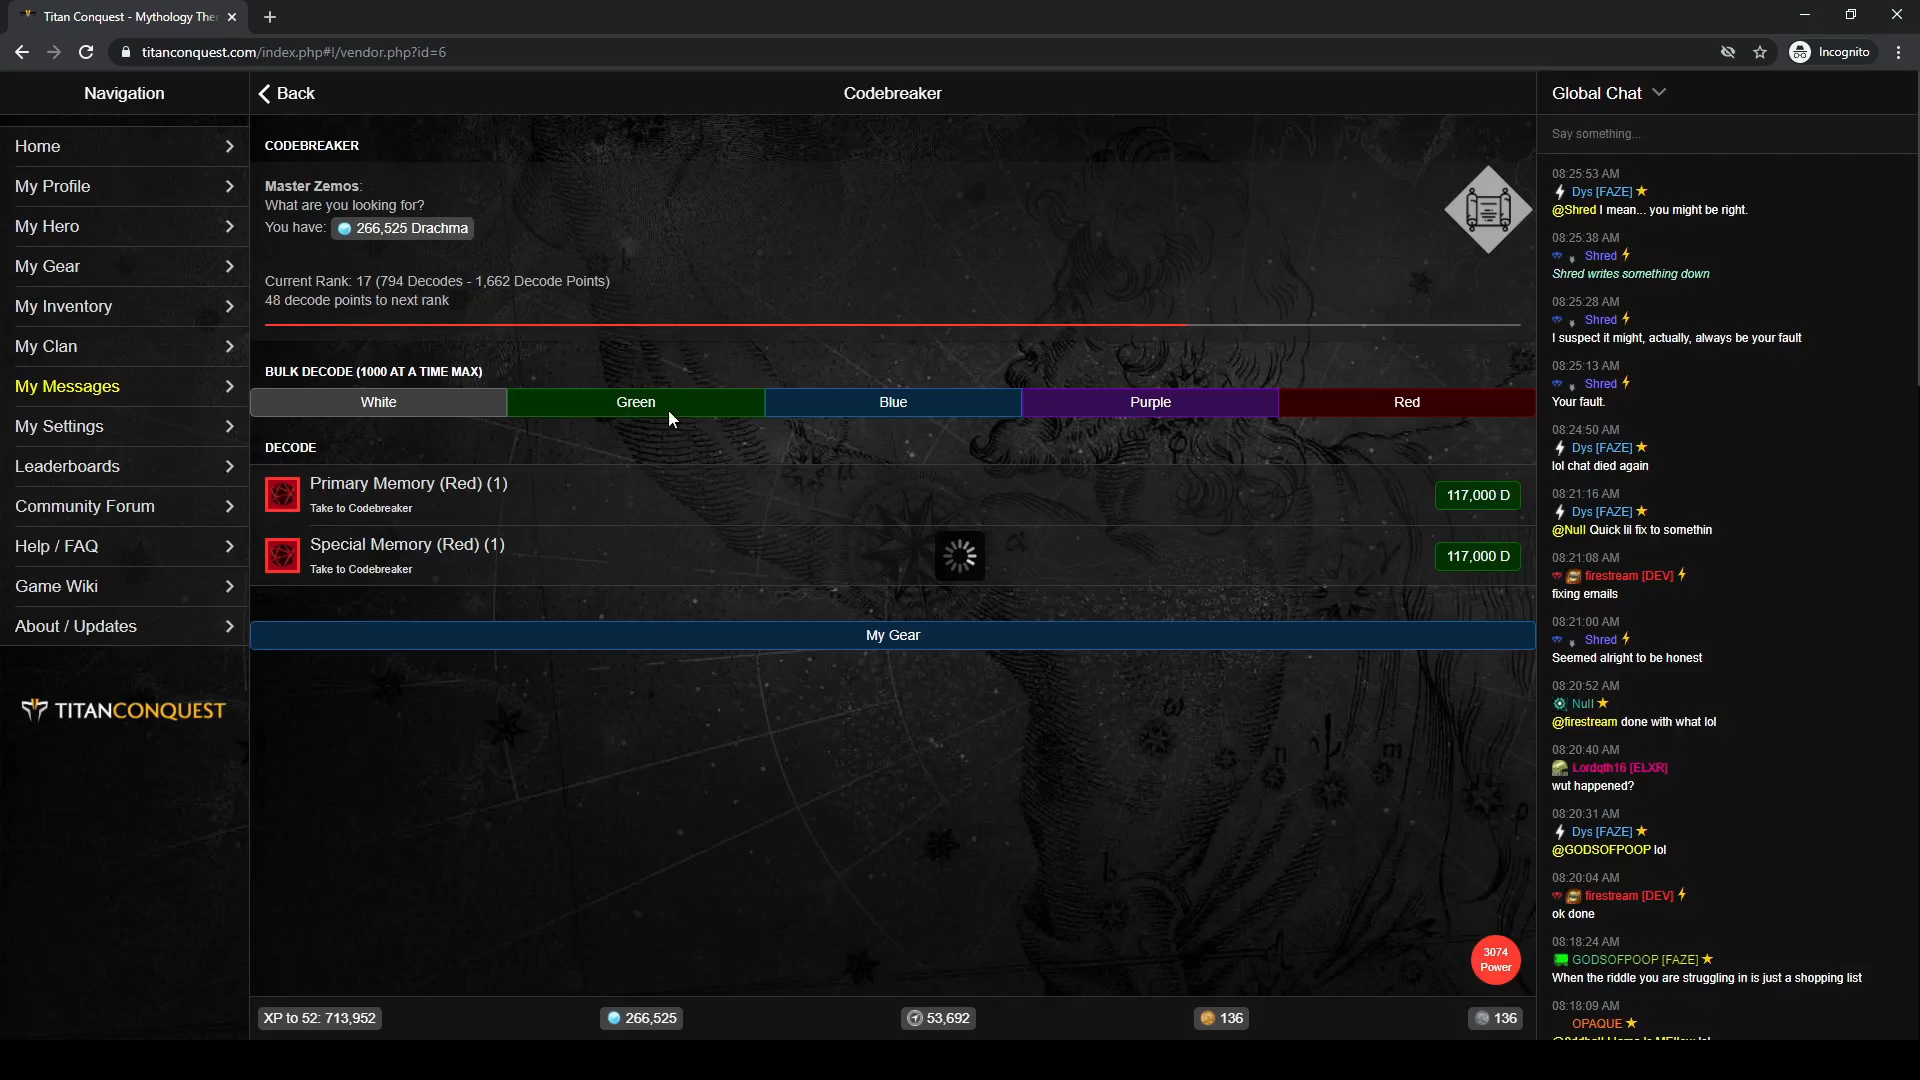 Titan Conquest - Mythology The
titanconquest.com/index.php#!/vendor.php?id=6
Incognito
Navigation
Home
My Profile
My Hero
My Gear
My Inventory
My Clan
My Messages
My Settings
Leaderboards
Community Forum
Help / FAQ
Game Wiki
About / Updates
TITANCONQUEST
Back
Codebreaker
CODEBREAKER
Master Zemos:
What are you looking for?
You have: 266,525 Drachma
Current Rank: 17 (794 Decodes - 1,662 Decode Points)
48 decode points to next rank
BULK DECODE (1000 AT A TIME MAX)
White
Green
Blue
Purple
Red
DECODE
Primary Memory (Red) (1)
Take to Codebreaker
117,000 D
Special Memory (Red) (1)
Take to Codebreaker
117,000 D
My Gear
3074
Power
XP to 52: 713,952
266,525
53,692
136
136
Global Chat
Say something...
08:25:53 AM
Dys [FAZE]
@Shred I mean... you might be right.
08:25:38 AM
Shred
Shred writes something down
08:25:28 AM
Shred
I suspect it might, actually, always be your fault
08:25:13 AM
Shred
Your fault.
08:24:50 AM
Dys [FAZE]
lol chat died again
08:21:16 AM
Dys [FAZE]
@Null Quick lil fix to somethin
08:21:08 AM
firestream [DEV]
fixing emails
08:21:00 AM
Shred
Seemed alright to be honest
08:20:52 AM
Null
@firestream done with what lol
08:20:40 AM
Lordqth16 [ELXR]
wut happened?
08:20:31 AM
Dys [FAZE]
@GODSOFPOOP lol
08:20:04 AM
firestream [DEV]
ok done
08:18:24 AM
GODSOFPOOP [FAZE]
When the riddle you are struggling in is just a shopping list
08:18:09 AM
OPAQUE